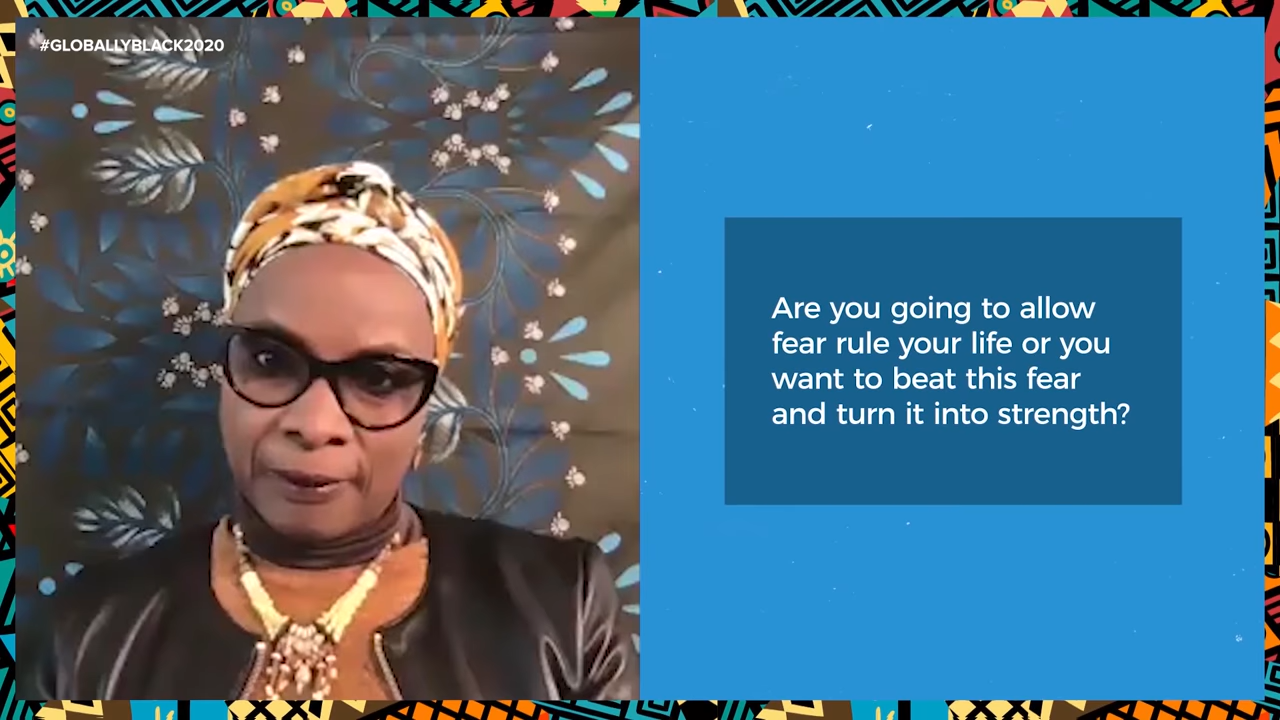 #GLOBALLYBLACK2020
Are you going to allow
fear rule your life or you
want to beat this fear
and turn it into strength?